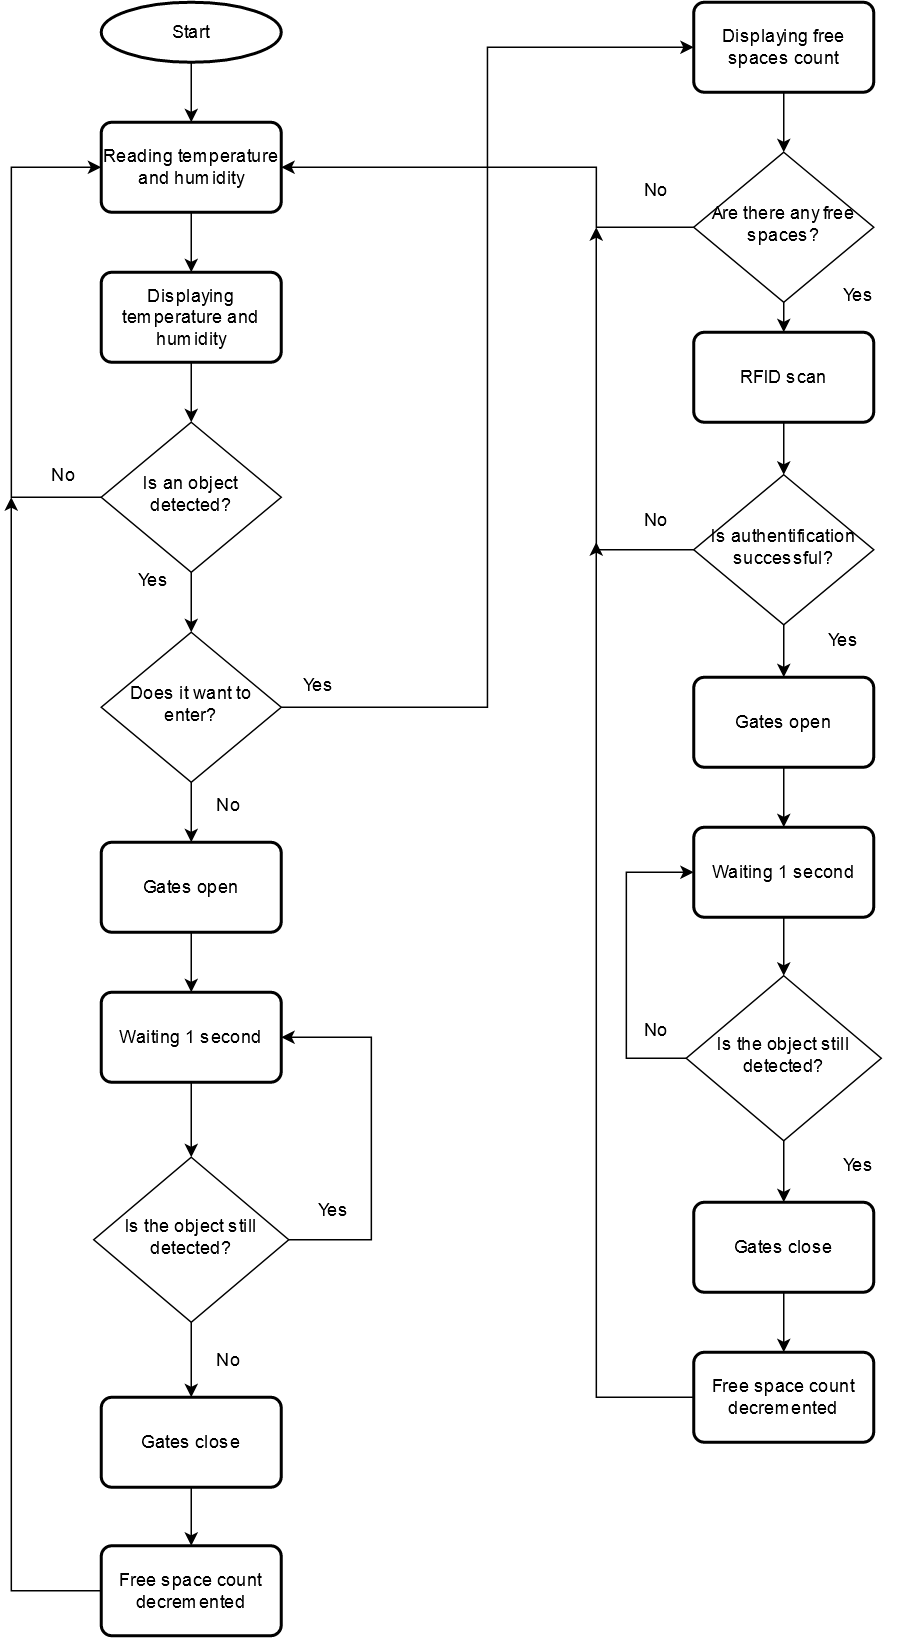 Start
Reading temperature
and humidity
Displaying
temperature and
humidity
Is an object
detected?
No
Yes
Does it want to
enter?
Yes
No
Gates open
Waiting 1 second
Is the object still
detected?
Yes
No
Gates close
Free space count
decremented
Displaying free
spaces count
Are there any free
spaces?
No
Yes
RFID scan
Is authentification
successful?
No
Yes
Gates open
Waiting 1 second
Is the object still
detected?
No
Yes
Gates close
Free space count
decremented